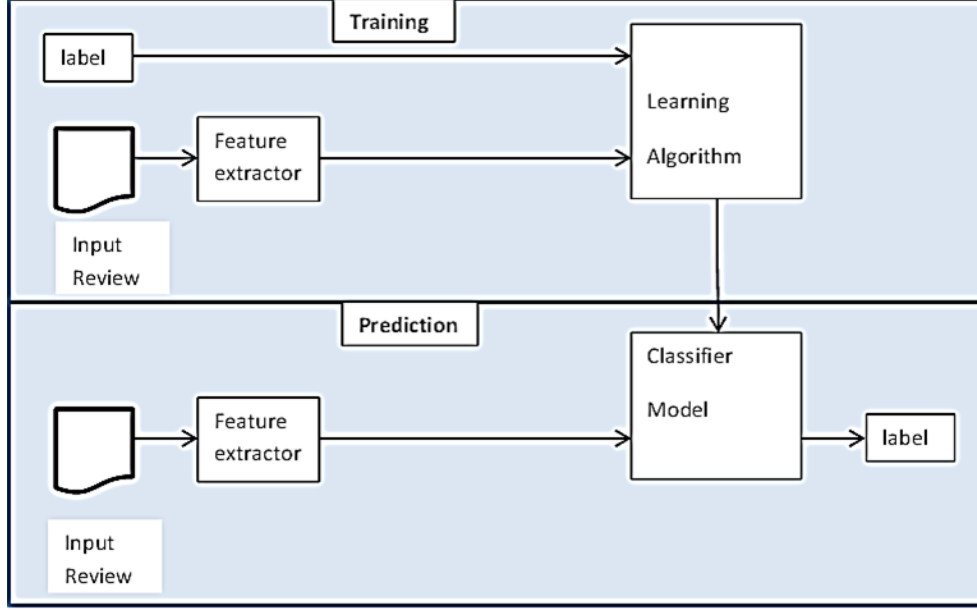 Training
label
Learning
Algorithm
Feature
extractor
Input
Review
Prediction
Classifier
Model
Feature
extractor
label
Input
Review